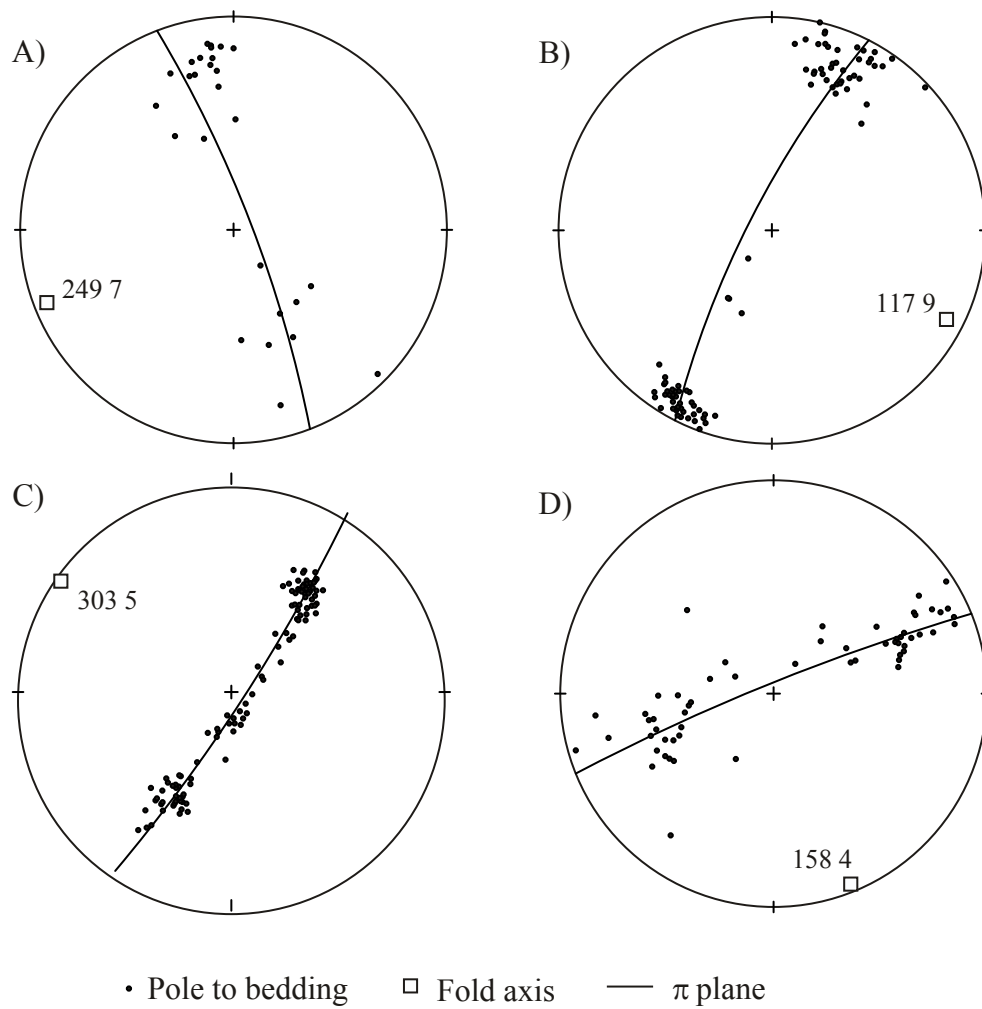 A)
B)
249 7
117 9
C)
D)
303 5
158 4
Pole to bedding
Fold axis
π plane